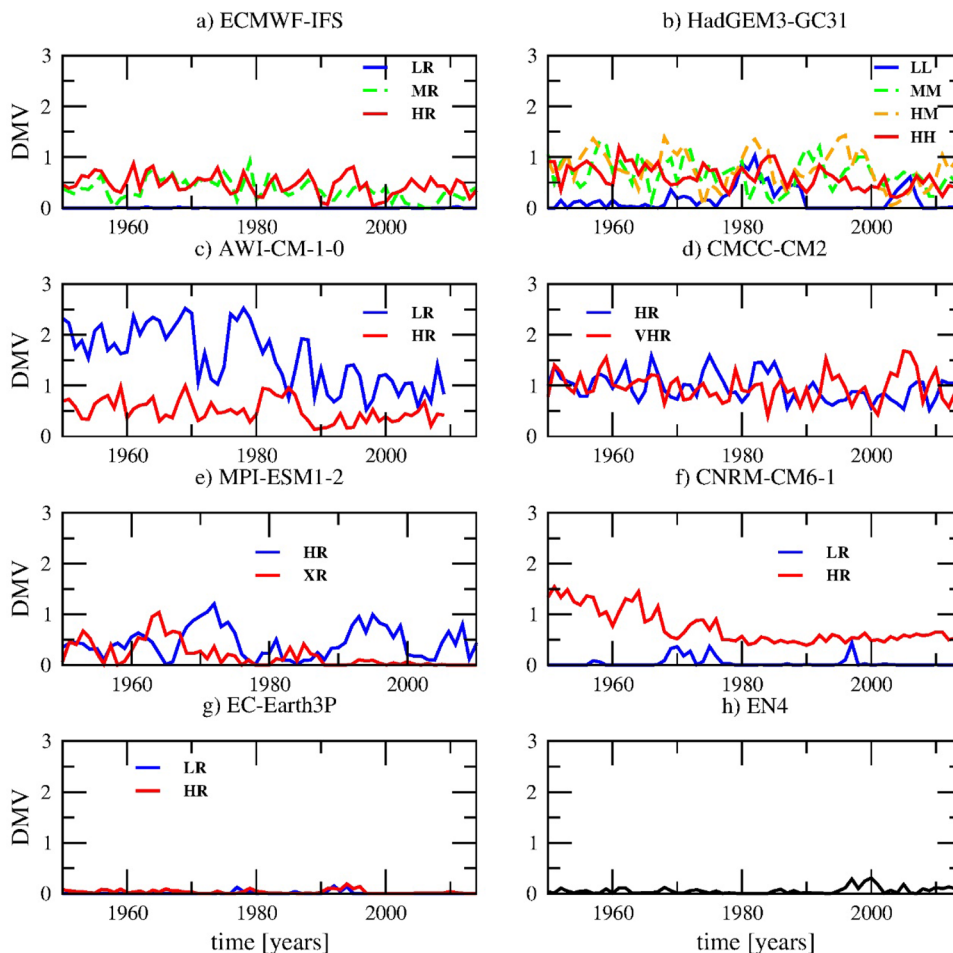 a) ECMWF-IFS
b) HadGEM3-GC31
DMV
3
2
1
0
LR
MR
HR
3
2
1
0
LL
MM
HM
HH
1960
1980
2000
1960
1980
2000
c) AWI-CM-1-0
d) CMCC-CM2
DMV
3
2
1
0
LR
HR
3
2
1
0
HR
VHR
1960
1980
2000
1960
1980
2000
e) MPI-ESM1-2
f) CNRM-CM6-1
DMV
3
2
1
0
HR
XR
3
2
1
0
LR
HR
1960
1980
2000
1960
1980
2000
g) EC-Earth3P
h) EN4
DMV
3
2
1
0
LR
HR
3
2
1
0
1960
1980
2000
1960
1980
2000
time [years]
time [years]